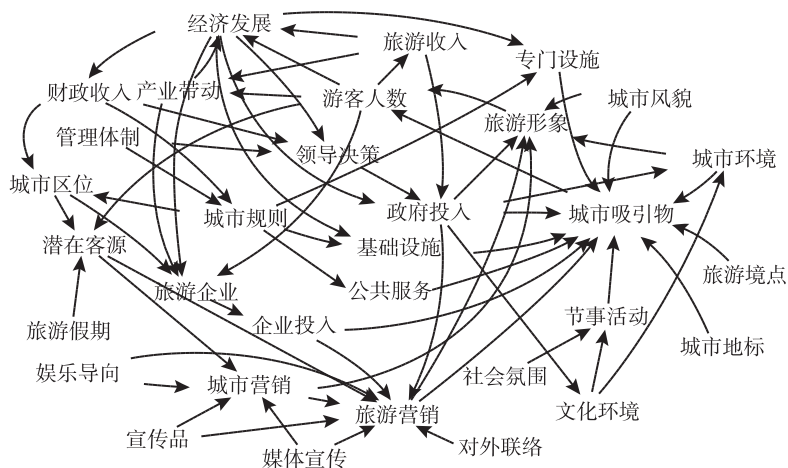 经济发展
旅游收入
专门设施
财政收入
产业带动
游客人数
城市风貌
管理体制
旅游形象
领导决策
城市环境
城市区位
城市规则
政府投入
城市吸引物
潜在客源
基础设施
旅游企业
公共服务
旅游境点
旅游假期
企业投入
节事活动
城市地标
娱乐导向
城市营销
社会氛围
旅游营销
文化环境
宣传品
媒体宣传
对外联络